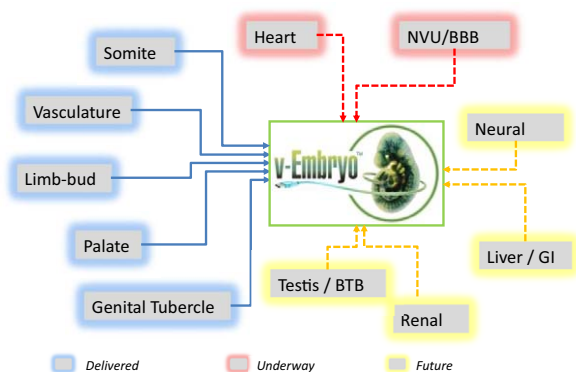 Heart
NVU/BBB
Somite
Vasculature
Neural
v-Embryo™
Limb-bud
Palate
Liver / GI
Testis / BTB
Genital Tubercle
Renal
Delivered
Underway
Future